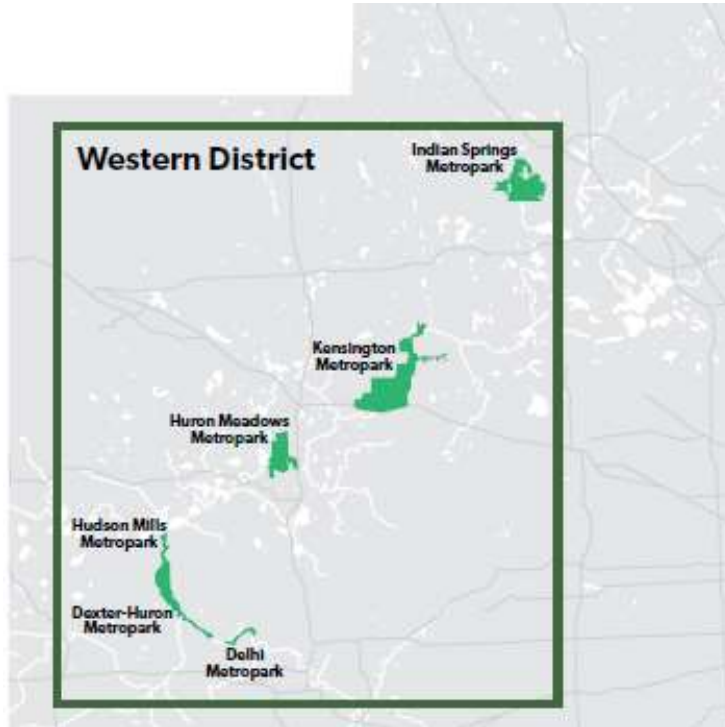 Western District
Indian Springs
Metropark
Kensington
Metropark
Huron Meadows
Metropark
Hudson Mills
Metropark
Dexter-Huron
Metropark
Delhi
Metropark